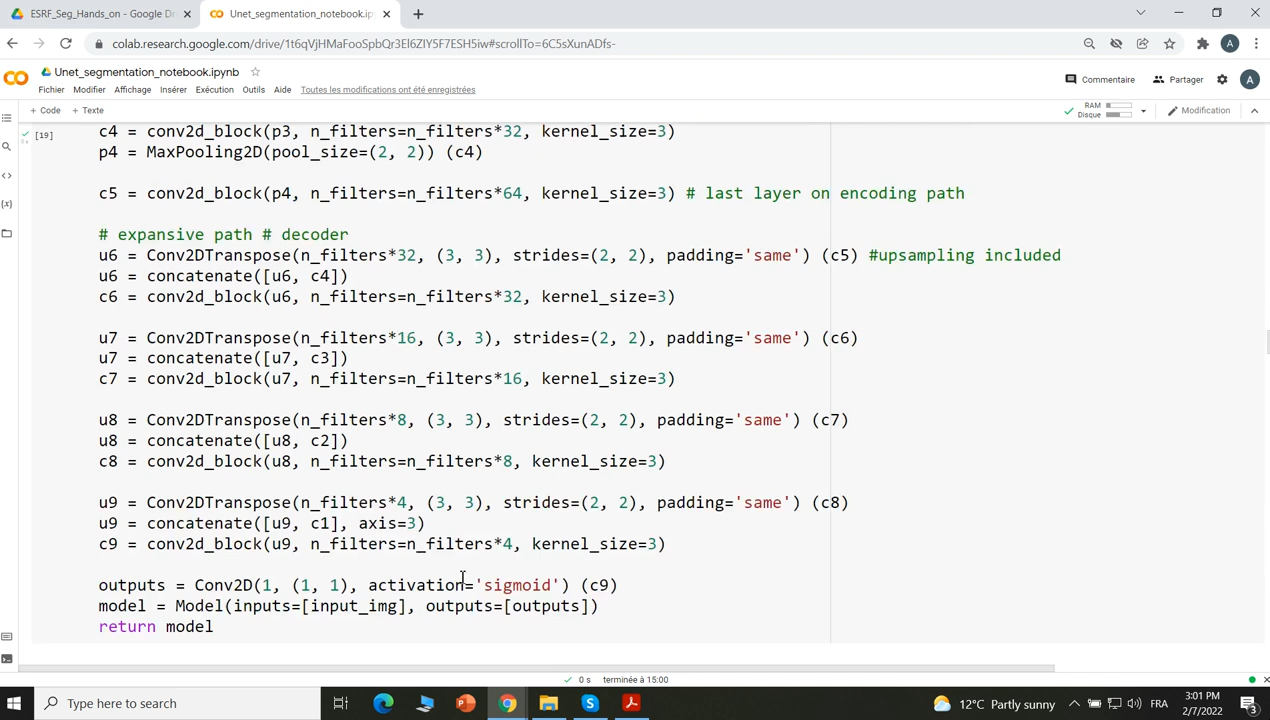 ESRF_Seg_Hands_on - Google Dr
Unet_segmentation_notebook.ipyn
colab.research.google.com/drive/1t6qVjHMaFooSpbQr3El6ZIY5F7ESH5iw#scrollTo=6C5sXunADfs-
A
Unet_segmentation_notebook.ipynb
Commentaire
Partager
A
Fichier Modifier Affichage Insérer Exécution Outils Aide Toutes les modifications ont été enregistrées
+ Code + Texte
RAM
Disque
Modification
[19]
c4 = conv2d_block(p3, n_filters=n_filters*32, kernel_size=3)
p4 = MaxPooling2D(pool_size=(2, 2)) (c4)
c5 = conv2d_block(p4, n_filters=n_filters*64, kernel_size=3) # last layer on encoding path
# expansive path # decoder
u6 = Conv2DTranspose(n_filters*32, (3, 3), strides=(2, 2), padding='same') (c5) #upsampling included
u6 = concatenate([u6, c4])
c6 = conv2d_block(u6, n_filters=n_filters*32, kernel_size=3)
u7 = Conv2DTranspose(n_filters*16, (3, 3), strides=(2, 2), padding='same') (c6)
u7 = concatenate([u7, c3])
c7 = conv2d_block(u7, n_filters=n_filters*16, kernel_size=3)
u8 = Conv2DTranspose(n_filters*8, (3, 3), strides=(2, 2), padding='same') (c7)
u8 = concatenate([u8, c2])
c8 = conv2d_block(u8, n_filters=n_filters*8, kernel_size=3)
u9 = Conv2DTranspose(n_filters*4, (3, 3), strides=(2, 2), padding='same') (c8)
u9 = concatenate([u9, c1], axis=3)
c9 = conv2d_block(u9, n_filters=n_filters*4, kernel_size=3)
outputs = Conv2D(1, (1, 1), activation='sigmoid') (c9)
model = Model(inputs=[input_img], outputs=[outputs])
return model
0 s terminée à 15:00
Type here to search
12°C Partly sunny
FRA
3:01 PM
2/7/2022
3